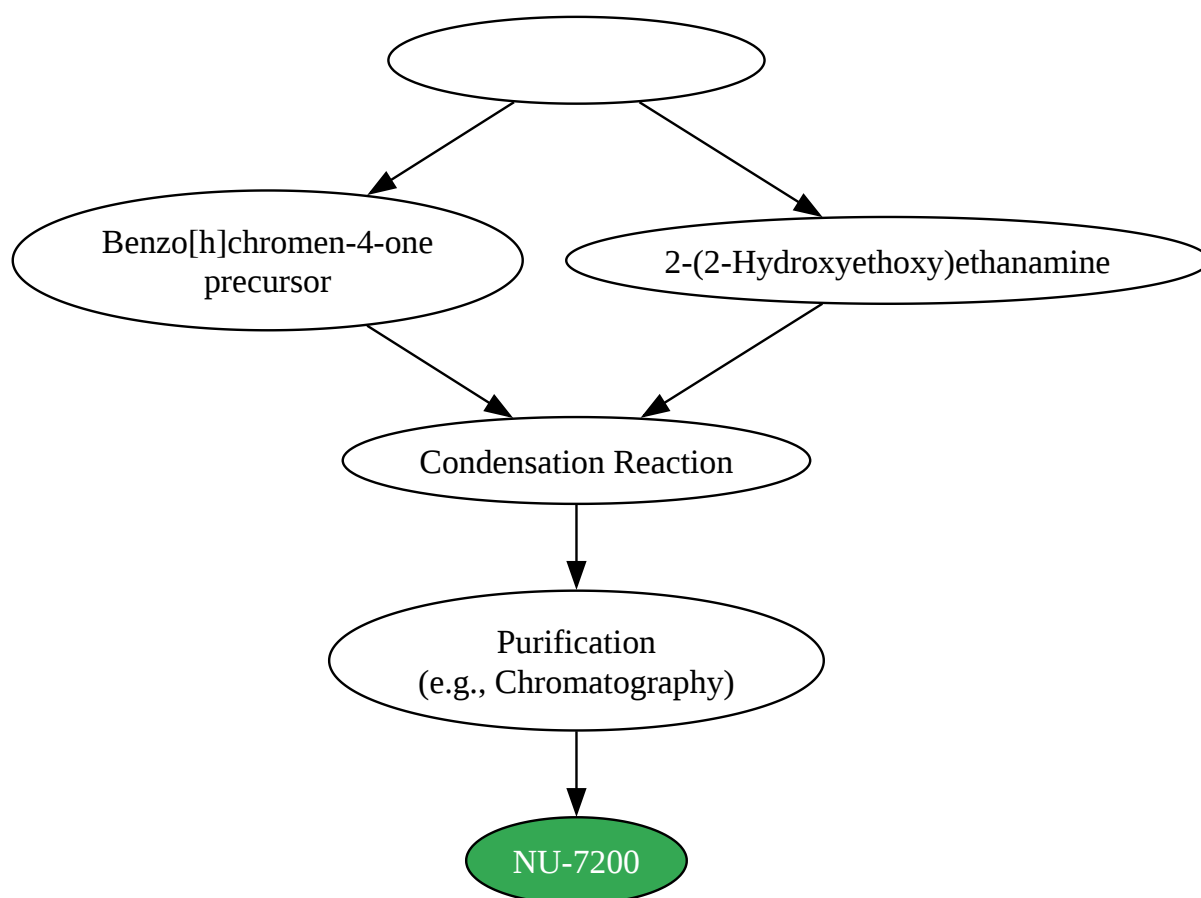 Benzo[h]chromen-4-one
precursor
2-(2-Hydroxyethoxy)ethanamine
Condensation Reaction
Purification
(e.g., Chromatography)
NU-7200